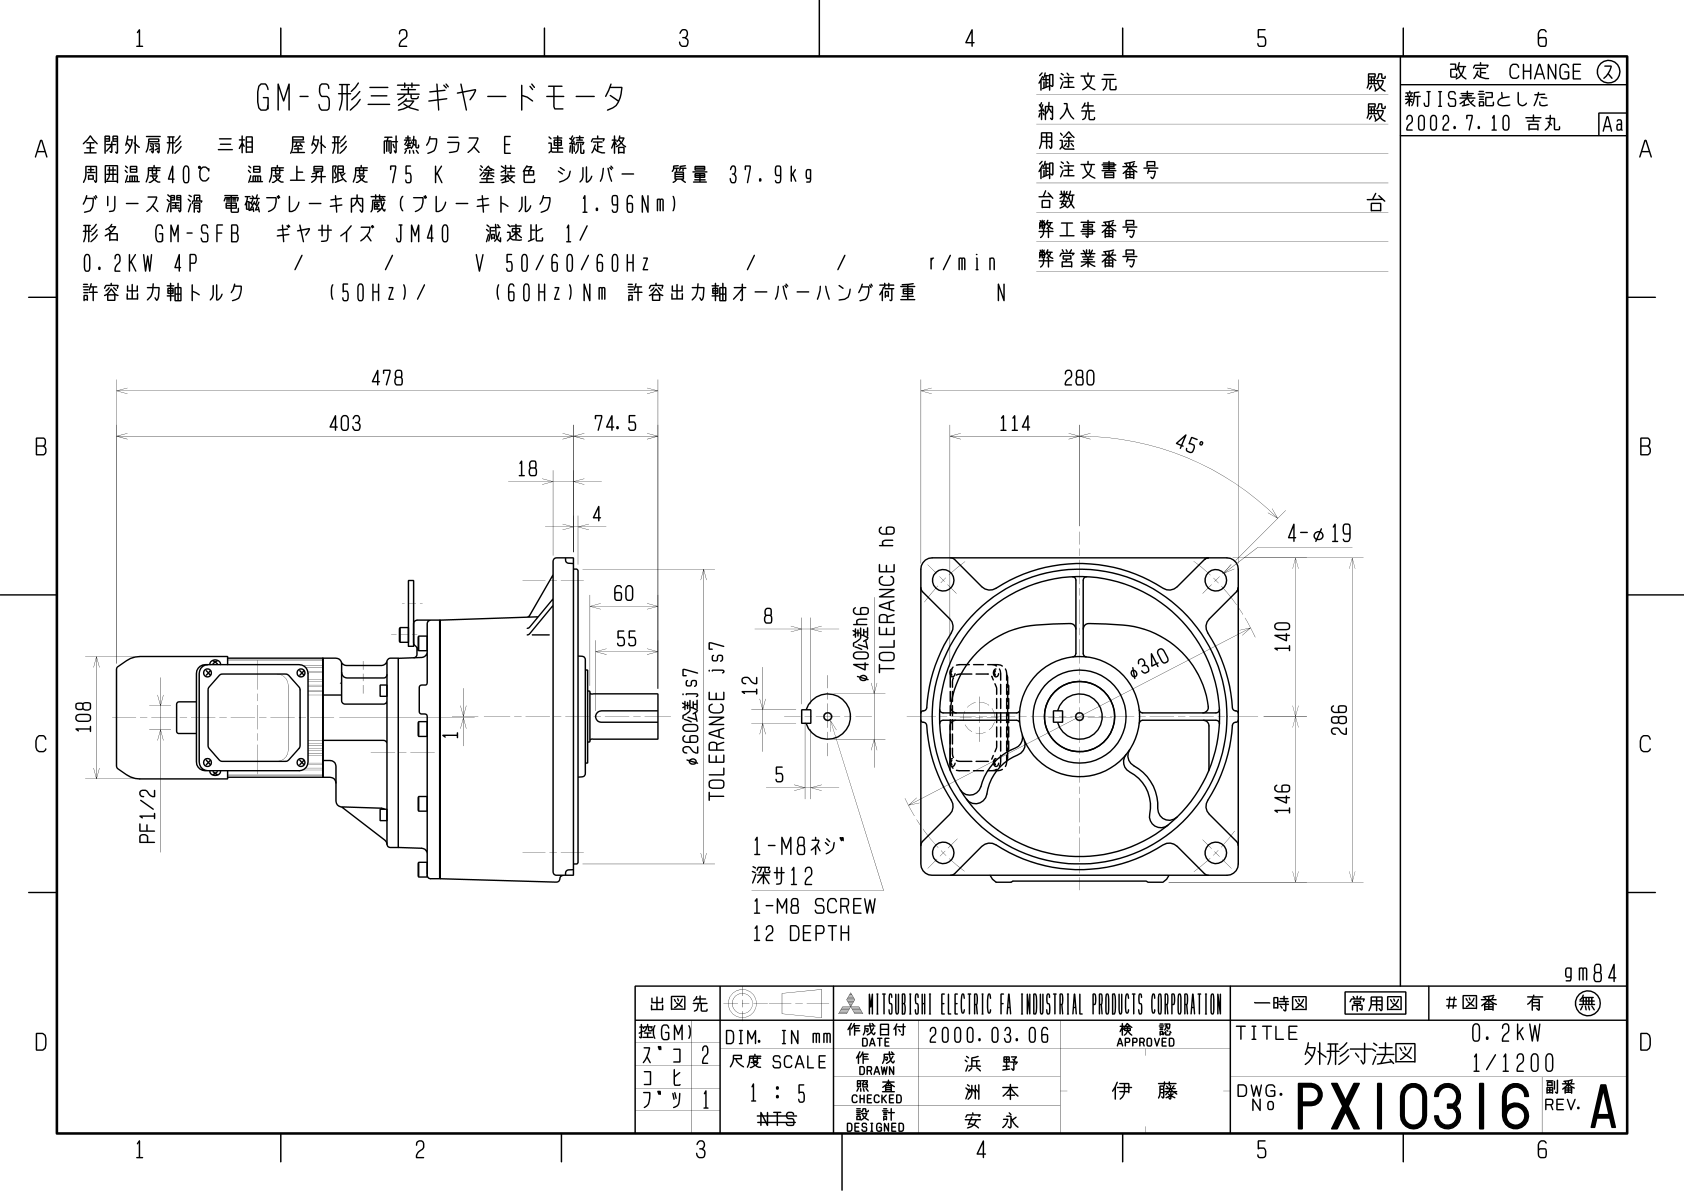 1 2 3 4 5 6
A
B
C
D
A
B
C
D
GM-S形三菱ギヤードモータ
全閉外扇形 三相 屋外形 耐熱クラス E 連続定格
周囲温度40℃ 温度上昇限度 75 K 塗装色 シルバー 質量 37.9kg
グリース潤滑 電磁ブレーキ内蔵(ブレーキトルク 1.96Nm)
形名 GM-SFB ギヤサイズ JM40 減速比 1/
0.2KW 4P / / V 50/60/60Hz / / r/min
許容出力軸トルク (50Hz)/ (60Hz)Nm 許容出力軸オーバーハング荷重 N
御注文元 殿
納入先 殿
用途
御注文書番号
台数 台
弊工事番号
弊営業番号
改定 CHANGE ス
新JIS表記とした
2002.7.10 吉丸 Aa
478
403 74.5
18
4
60
55
108
PF1/2
1
φ260公差js7
TOLERANCE js7
8
12
5
φ40公差h6
TOLERANCE h6
1-M8ネジ
深サ12
1-M8 SCREW
12 DEPTH
280
114
45°
4-φ19
φ340
140
286
146
gm84
出図先
控(GM)
ズコ 2
コヒ
ブツ 1
DIM. IN mm
尺度 SCALE
1 : 5
NTS
MITSUBISHI ELECTRIC FA INDUSTRIAL PRODUCTS CORPORATION
作成日付 DATE 2000.03.06
作成 DRAWN 浜野
照査 CHECKED 洲本
設計 DESIGNED 安永
検認 APPROVED
伊藤
一時図 常用図 #図番 有 無
TITLE 外形寸法図
0.2kW
1/1200
DWG. No PX10316 副番 REV. A
1 2 3 4 5 6